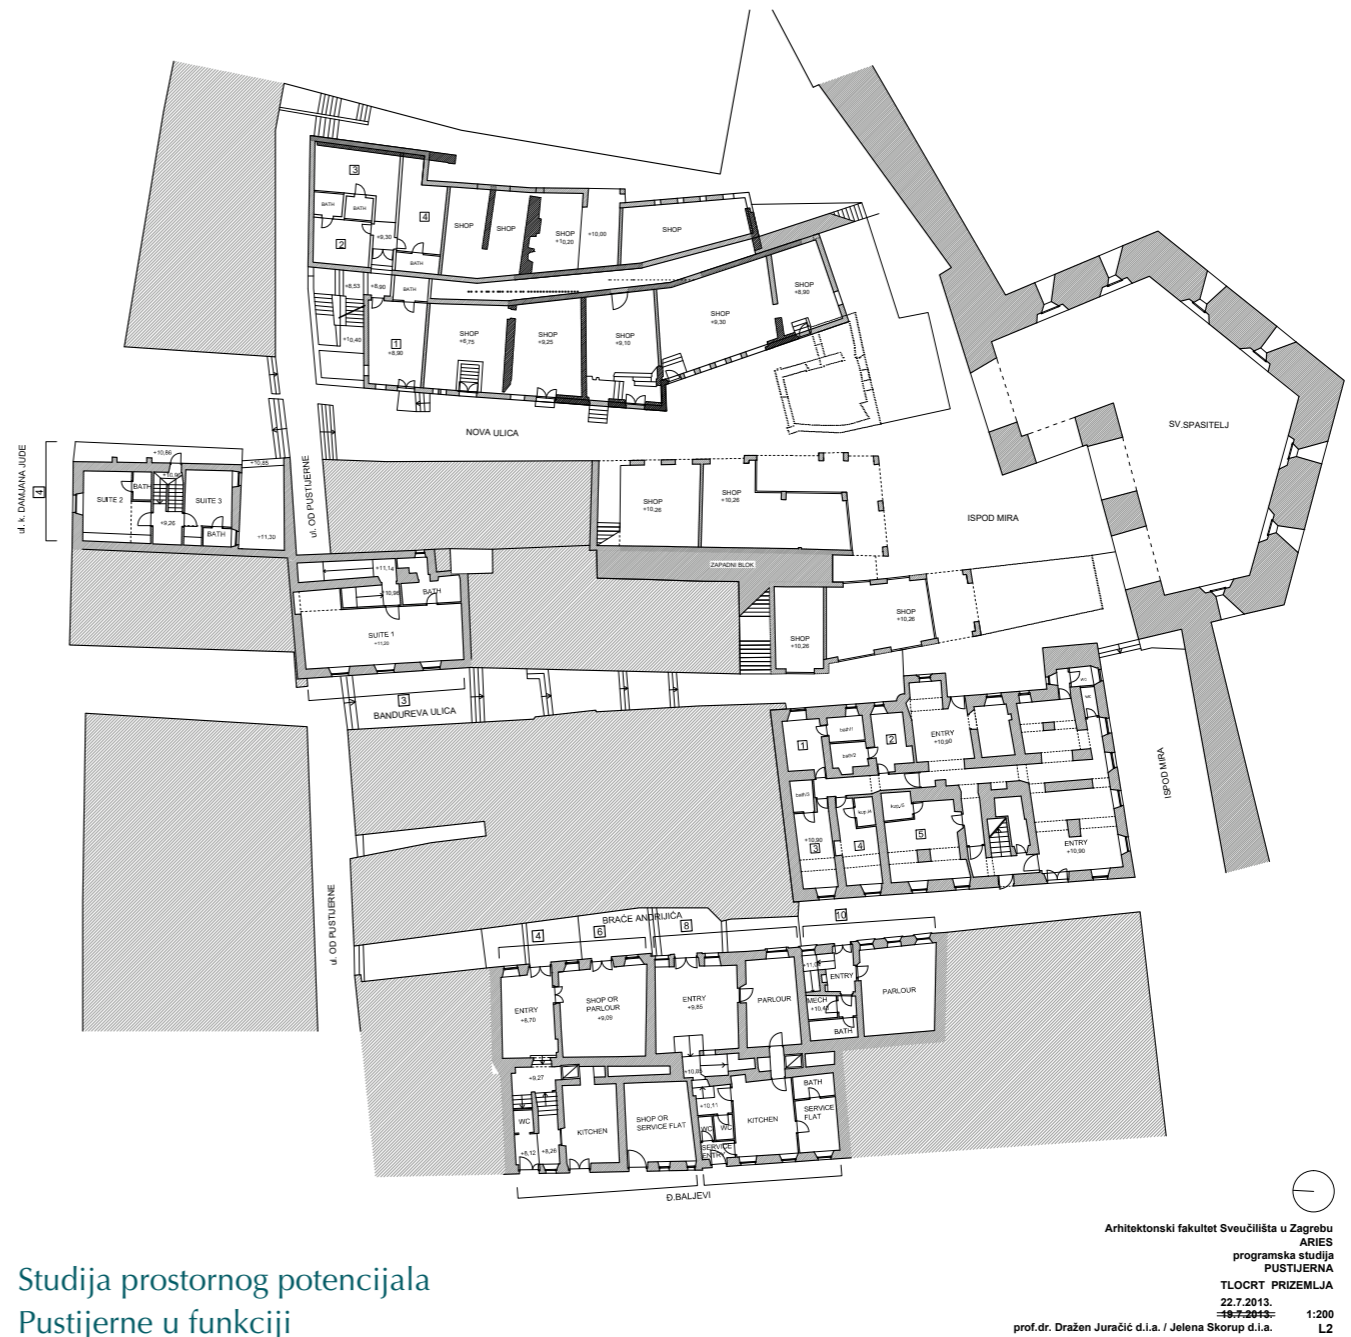 3
BATH
BATH
2
+9,30
4
BATH
SHOP
SHOP
SHOP
+10,20
+10,00
SHOP
+8,53
+8,90
BATH
+10,40
1
+8,90
SHOP
+8,75
SHOP
+9,25
SHOP
+9,10
SHOP
+9,30
SHOP
+8,90
NOVA ULICA
SV.SPASITELJ
ul. k. DAMJANA JUDE
4
+10,86
+10,85
SUITE 2
BATH
+9,26
SUITE 3
BATH
+11,30
ul. OD PUSTIJERNE
SHOP
+10,26
SHOP
+10,26
ISPOD MIRA
ZAPADNI BLOK
+11,14
+10,98
BATH
SUITE 1
+11,20
SHOP
+10,26
SHOP
+10,26
3
BANDUREVA ULICA
1
bath1
bath2
2
ENTRY
+10,90
WC
WC
bath3
+10,90
3
4
5
ENTRY
+10,90
ISPOD MIRA
ul. OD PUSTIJERNE
BRAĆE ANDRIJIĆA
4
6
8
10
ENTRY
+8,70
SHOP OR
PARLOUR
+9,09
ENTRY
+9,85
PARLOUR
ENTRY
MECH
BATH
PARLOUR
+9,27
WC
+8,12
+8,26
KITCHEN
SHOP OR
SERVICE FLAT
+10,11
WC
WC
SERVICE
ENTRY
KITCHEN
BATH
SERVICE
FLAT
Đ.BALJEVI
Arhitektonski fakultet Sveučilišta u Zagrebu
ARIES
programska studija
PUSTIJERNA
TLOCRT PRIZEMLJA
22.7.2013.
19.7.2013. 1:200
prof.dr. Dražen Juračić d.i.a. / Jelena Skorup d.i.a. L2
Studija prostornog potencijala
Pustijerne u funkciji